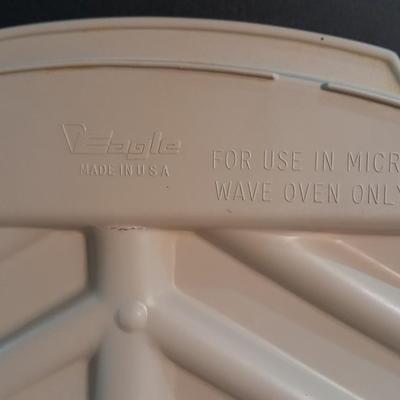 Eagle
MADE IN U S A
FOR USE IN MICR
WAVE OVEN ONLY